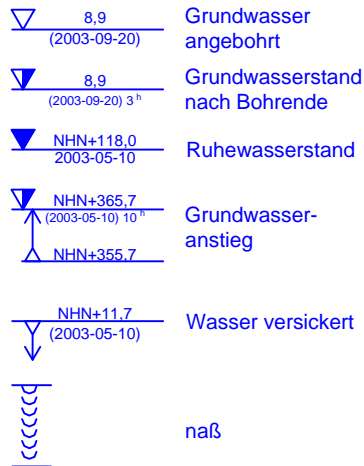 8,9
(2003-09-20)
Grundwasser
angebohrt
8,9
(2003-09-20) 3 h
Grundwasserstand
nach Bohrende
NHN+118,0
2003-05-10
Ruhewasserstand
NHN+365,7
(2003-05-10) 10 h
NHN+355,7
Grundwasser-
anstieg
NHN+11,7
(2003-05-10)
Wasser versickert
naß